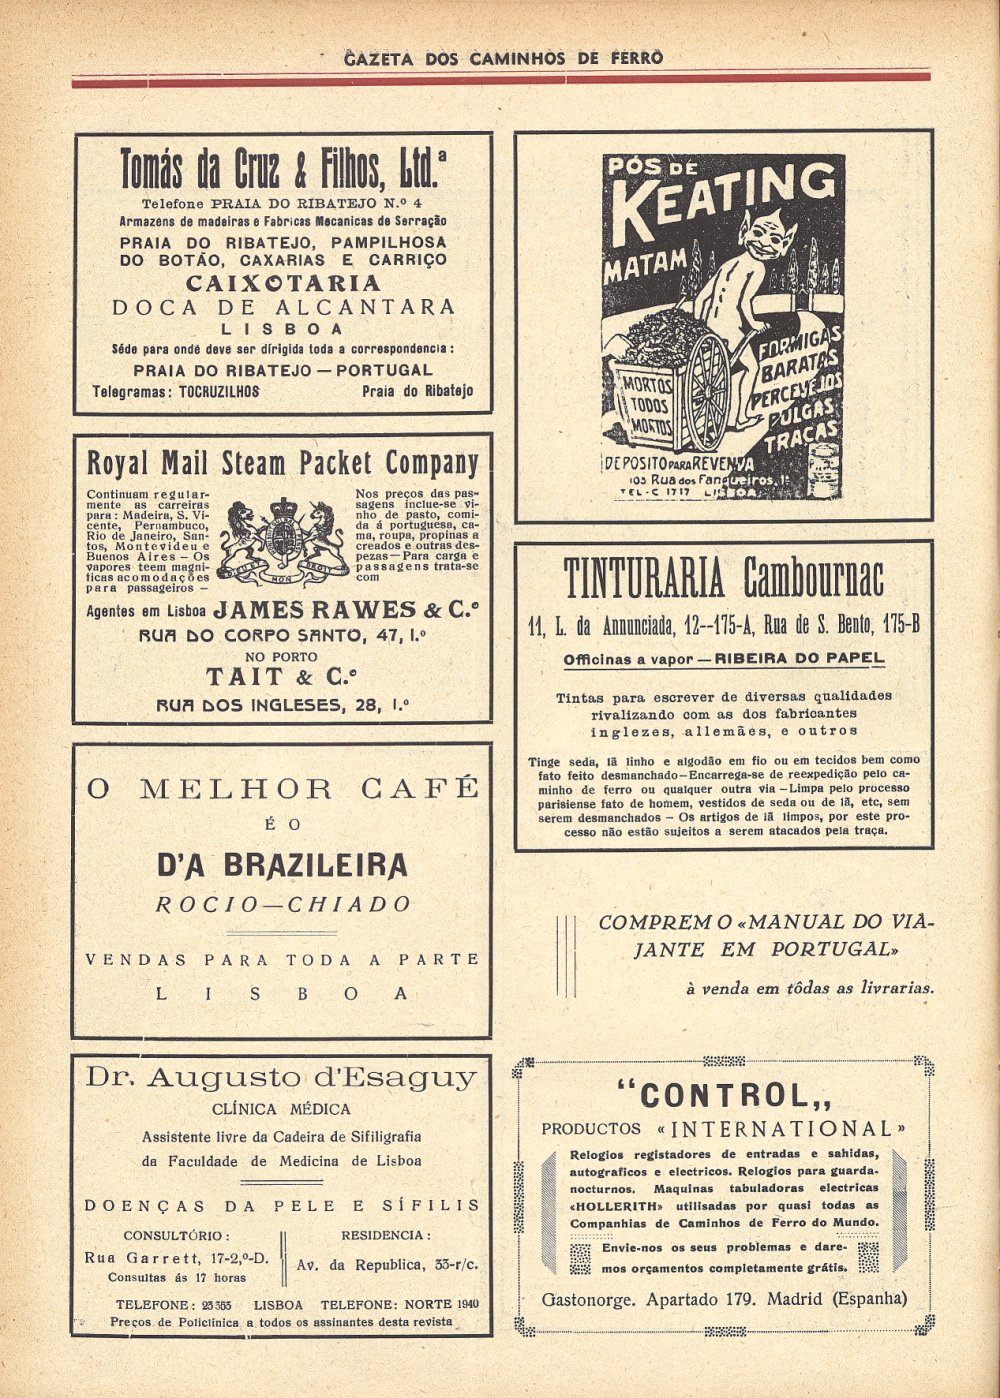 GAZETA DOS CAMINHOS DE FERRO
Tomás da Cruz & Filhos, Ltd.ª
Telefone PRAIA DO RIBATEJO N.º 4
Armazens de madeiras e Fabricas Mecanicas de Serração
PRAIA DO RIBATEJO, PAMPILHOSA
DO BOTÃO, CAXARIAS E CARRIÇO
CAIXOTARIA
DOCA DE ALCANTARA
LISBOA
Séde para onde deve ser dirigida toda a correspondencia:
PRAIA DO RIBATEJO — PORTUGAL
Telegramas: TOCRUZILHOS Praia do Ribatejo
Royal Mail Steam Packet Company
Continuam regular-
mente as carreiras
para: Madeira, S. Vi-
cente, Pernambuco,
Rio de Janeiro, San-
tos, Montevideu e
Buenos Aires — Os
vapores teem magni-
ficas acomodações
para passageiros —
DIEU ET MON DROIT
Nos preços das pas-
sagens inclue-se vi-
nho de pasto, comi-
da á portuguesa, ca-
ma, roupa, propinas a
creados e outras des-
pezas — Para carga e
passagens trata-se
com
Agentes em Lisboa JAMES RAWES & C.º
RUA DO CORPO SANTO, 47, 1.º
NO PORTO
TAIT & C.º
RUA DOS INGLESES, 28, 1.º
O MELHOR CAFÉ
É O
D'A BRAZILEIRA
ROCIO—CHIADO
VENDAS PARA TODA A PARTE
LISBOA
Dr. Augusto d'Esaguy
CLÍNICA MÉDICA
Assistente livre da Cadeira de Sifiligrafia
da Faculdade de Medicina de Lisboa
DOENÇAS DA PELE E SÍFILIS
CONSULTÓRIO:
Rua Garrett, 17-2,º-D.
Consultas ás 17 horas
RESIDENCIA:
Av. da Republica, 33-r/c.
TELEFONE: 23 353 LISBOA TELEFONE: NORTE 1940
Preços de Policlinica a todos os assinantes desta revista
PÓS DE
KEATING
MATAM
FORMIGAS
BARATAS
PERCEVEJOS
PULGAS
TRAÇAS
MORTOS
TODOS
MORTOS
DEPOSITO PARA REVENDA
103 Rua dos Fanqueiros, 1º
TEL-C 1717 LISBOA
TINTURARIA Cambournac
11, L. da Annunciada, 12--175-A, Rua de S. Bento, 175-B
Officinas a vapor — RIBEIRA DO PAPEL
Tintas para escrever de diversas qualidades
rivalizando com as dos fabricantes
inglezes, allemães, e outros
Tinge seda, lã linho e algodão em fio ou em tecidos bem como
fato feito desmanchado — Encarrega-se de reexpedição pelo ca-
minho de ferro ou qualquer outra via — Limpa pelo processo
parisiense fato de homem, vestidos de seda ou de lã, etc, sem
serem desmanchados — Os artigos de lã limpos, por este pro-
cesso não estão sujeitos a serem atacados pela traça.
COMPREM O «MANUAL DO VIA-
JANTE EM PORTUGAL»
à venda em tôdas as livrarias.
“CONTROL„
PRODUCTOS «INTERNATIONAL»
Relogios registadores de entradas e sahidas,
autograficos e electricos. Relogios para guarda-
nocturnos. Maquinas tabuladoras electricas
«HOLLERITH» utilisadas por quasi todas as
Companhias de Caminhos de Ferro do Mundo.
Envie-nos os seus problemas e dare-
mos orçamentos completamente grátis.
Gastonorge. Apartado 179. Madrid (Espanha)